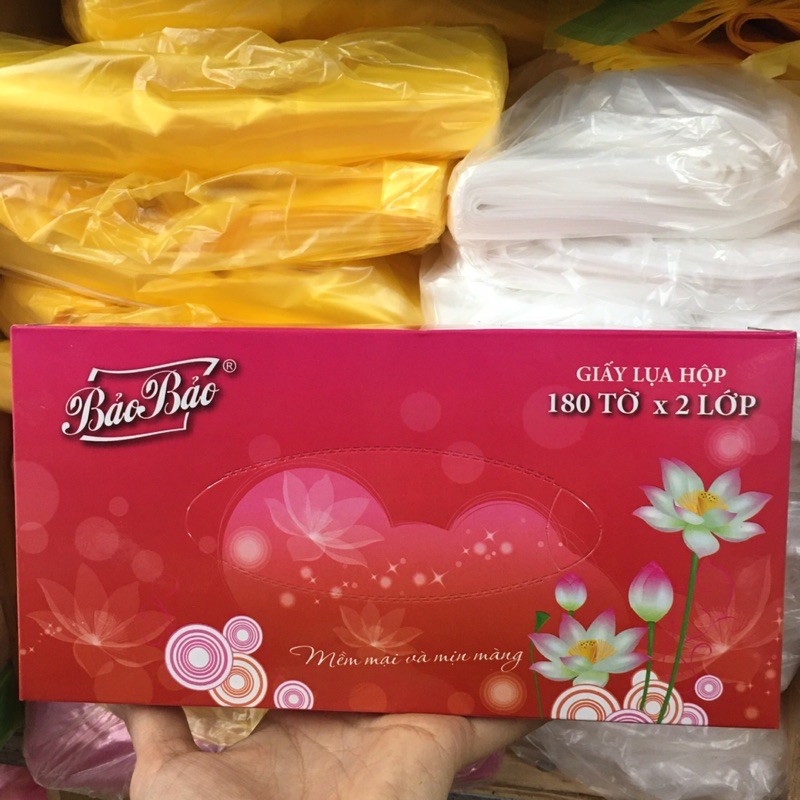 BảoBảo®
GIẤY LỤA HỘP
180 TỜ x 2 LỚP
Mềm mại và mịn màng